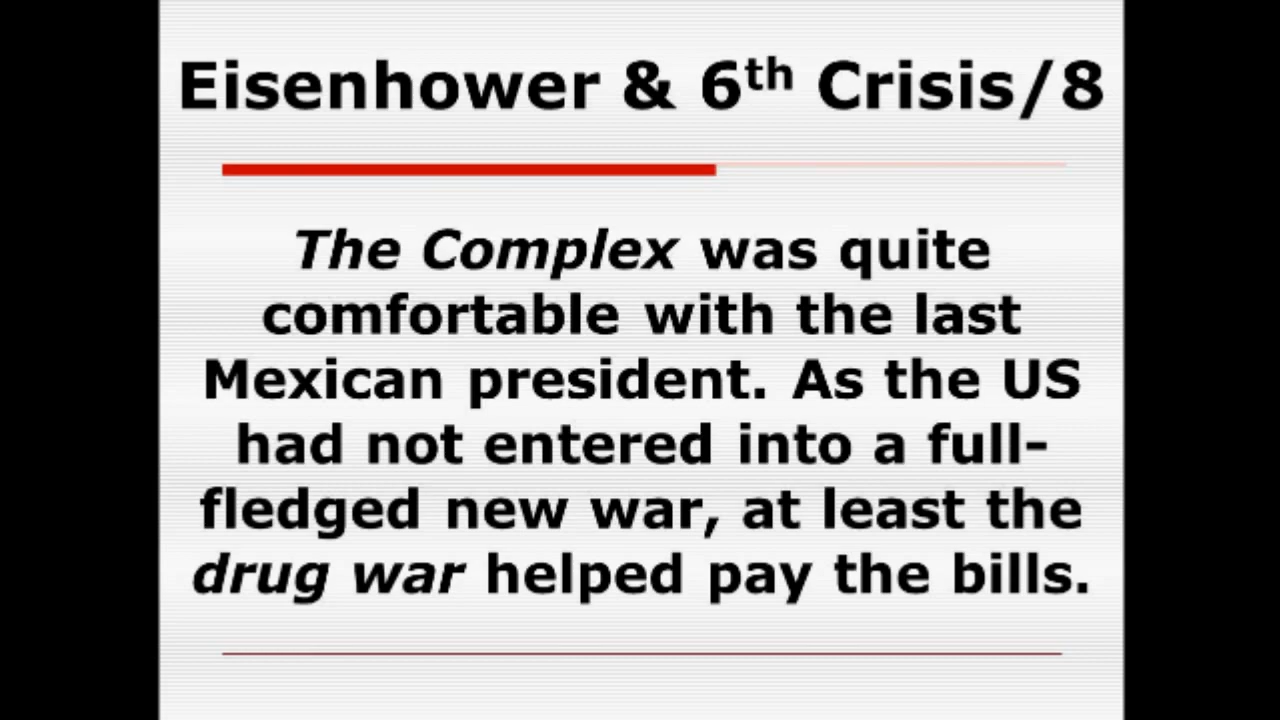 Eisenhower & 6th Crisis/8
The Complex was quite
comfortable with the last
Mexican president. As the US
had not entered into a full-
fledged new war, at least the
drug war helped pay the bills.